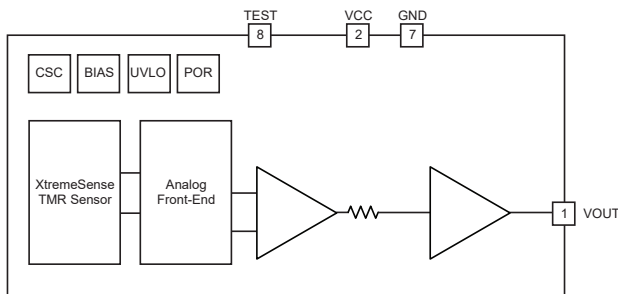 TEST
VCC
GND
8
2
7
CSC
BIAS
UVLO
POR
XtremeSense
TMR Sensor
Analog
Front-End
1
VOUT